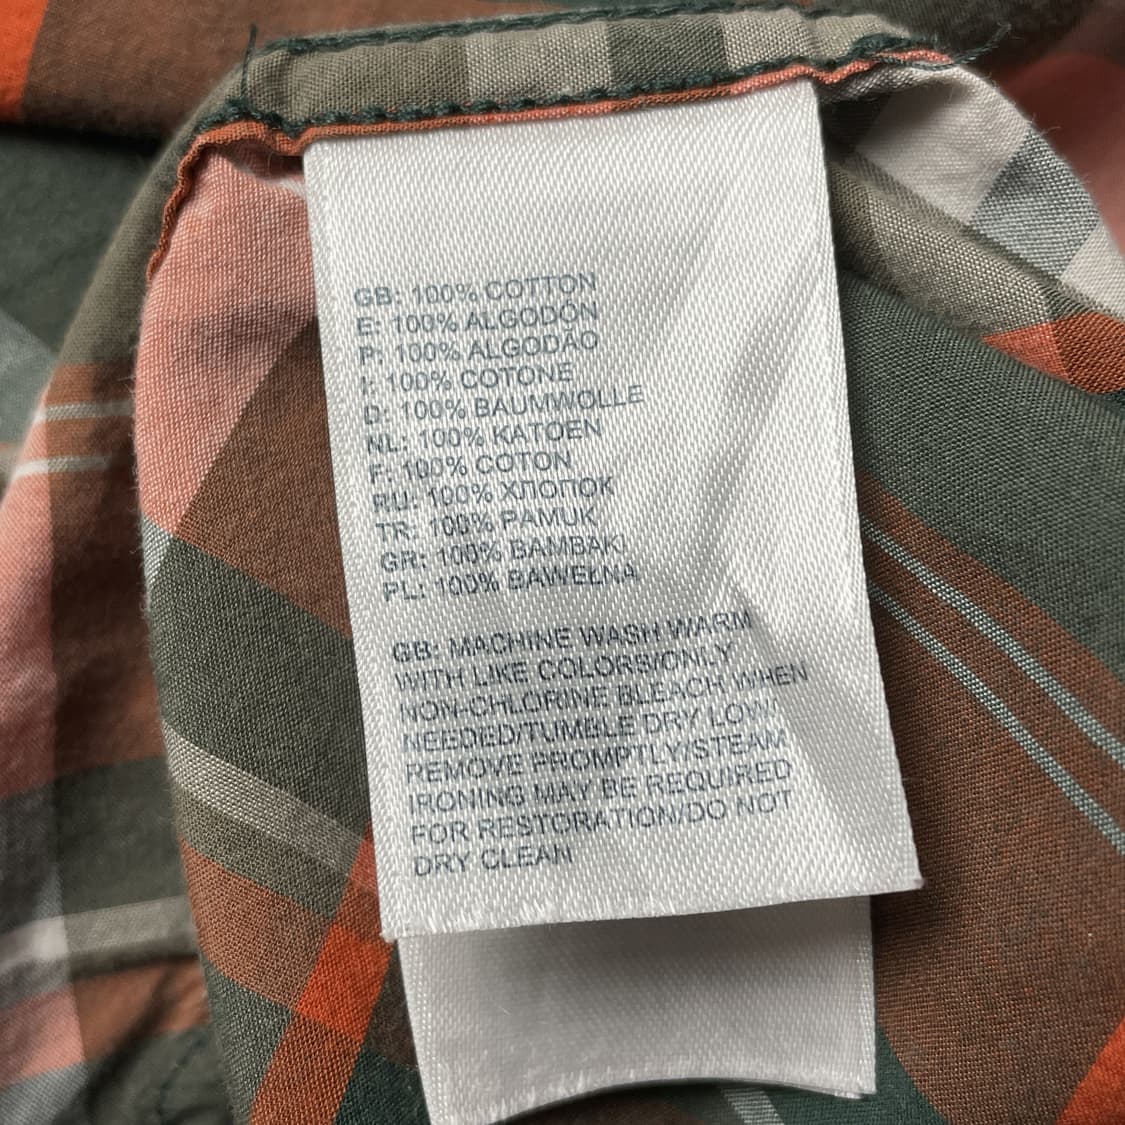 GB: 100% COTTON
E: 100% ALGODÓN
P: 100% ALGODÃO
I: 100% COTONE
D: 100% BAUMWOLLE
NL: 100% KATOEN
F: 100% COTON
RU: 100% ХЛОПОК
TR: 100% PAMUK
GR: 100% BAMBAKI
PL: 100% BAWEŁNA
GB: MACHINE WASH WARM
WITH LIKE COLORS/ONLY
NON-CHLORINE BLEACH WHEN
NEEDED/TUMBLE DRY LOW/
REMOVE PROMPTLY/STEAM
IRONING MAY BE REQUIRED
FOR RESTORATION/DO NOT
DRY CLEAN